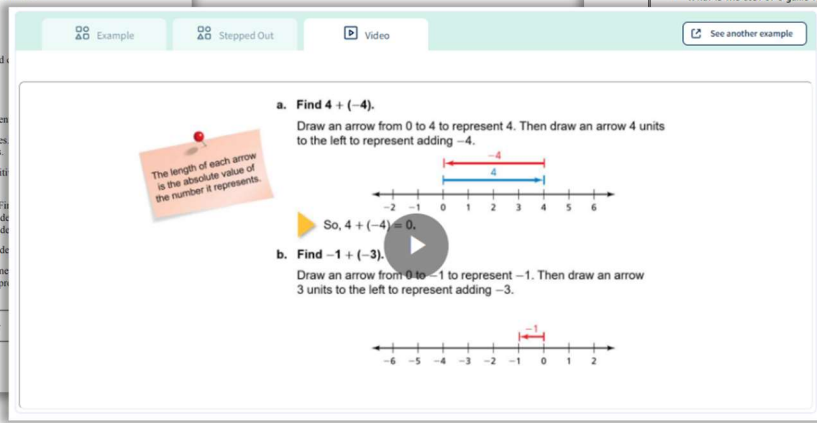 Example
Stepped Out
Video
See another example
a. Find 4 + (−4).
Draw an arrow from 0 to 4 to represent 4. Then draw an arrow 4 units
to the left to represent adding −4.
The length of each arrow
is the absolute value of
the number it represents.
−4
4
−2 −1 0 1 2 3 4 5 6
So, 4 + (−4) = 0.
b. Find −1 + (−3).
Draw an arrow from 0 to −1 to represent −1. Then draw an arrow
3 units to the left to represent adding −3.
−1
−6 −5 −4 −3 −2 −1 0 1 2